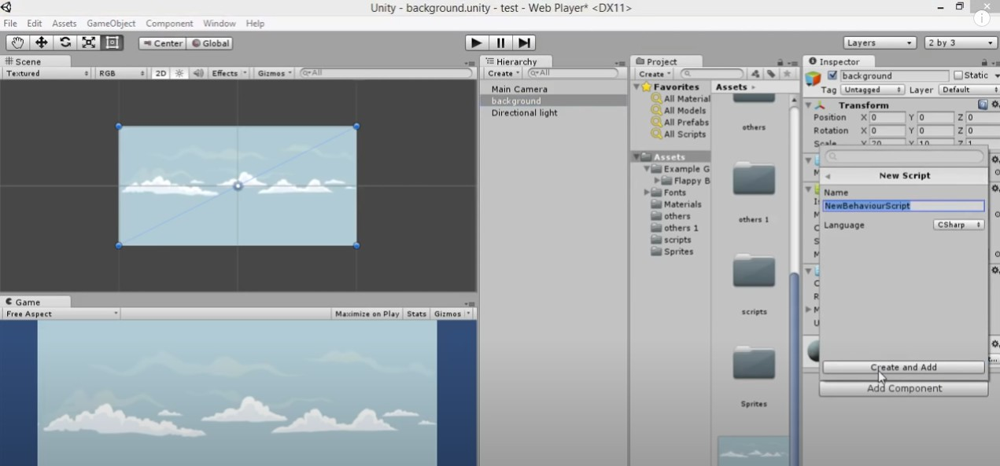 Unity - background.unity - test - Web Player* <DX11>
File Edit Assets GameObject Component Window Help
Center Global
Layers
2 by 3
Scene
Textured RGB 2D Effects Gizmos All
Game
Free Aspect Maximize on Play Stats Gizmos
Hierarchy
Create All
Main Camera
background
Directional light
Project
Create
Favorites
All Material
All Models
All Prefabs
All Scripts
Assets
Example G
Flappy B
Fonts
Materials
others
others 1
scripts
Sprites
Assets
others
others 1
scripts
Sprites
Inspector
background Static
Tag Untagged Layer Default
Transform
Position X 0 Y 0 Z 0
Rotation X 0 Y 0 Z 0
Scale X 20 Y 10 Z 1
New Script
Name
NewBehaviourScript
Language CSharp
Create and Add
Add Component